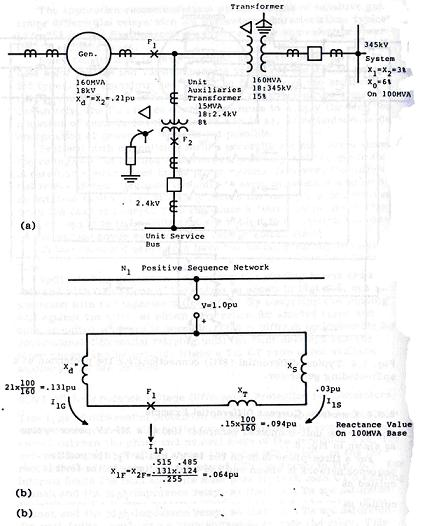 Transformer
Gen.
F1
160MVA
18kV
Xd"=X2=.21pu
Unit
Auxiliaries
Transformer
15MVA
18:2.4kV
8%
160MVA
18:345kV
15%
345kV
System
X1=X2=3%
X0=6%
On 100MVA
F2
2.4kV
(a)
Unit Service
Bus
N1 Positive Sequence Network
V=1.0pu
+
Xd"
.21x100/160=.131pu
I1G
F1
XT
.15x100/160=.094pu
XS
.03pu
I1S
Reactance Value
On 100MVA Base
I1F
.515 .485
X1F=X2F=.131x.124/.255=.064pu
(b)
(b)